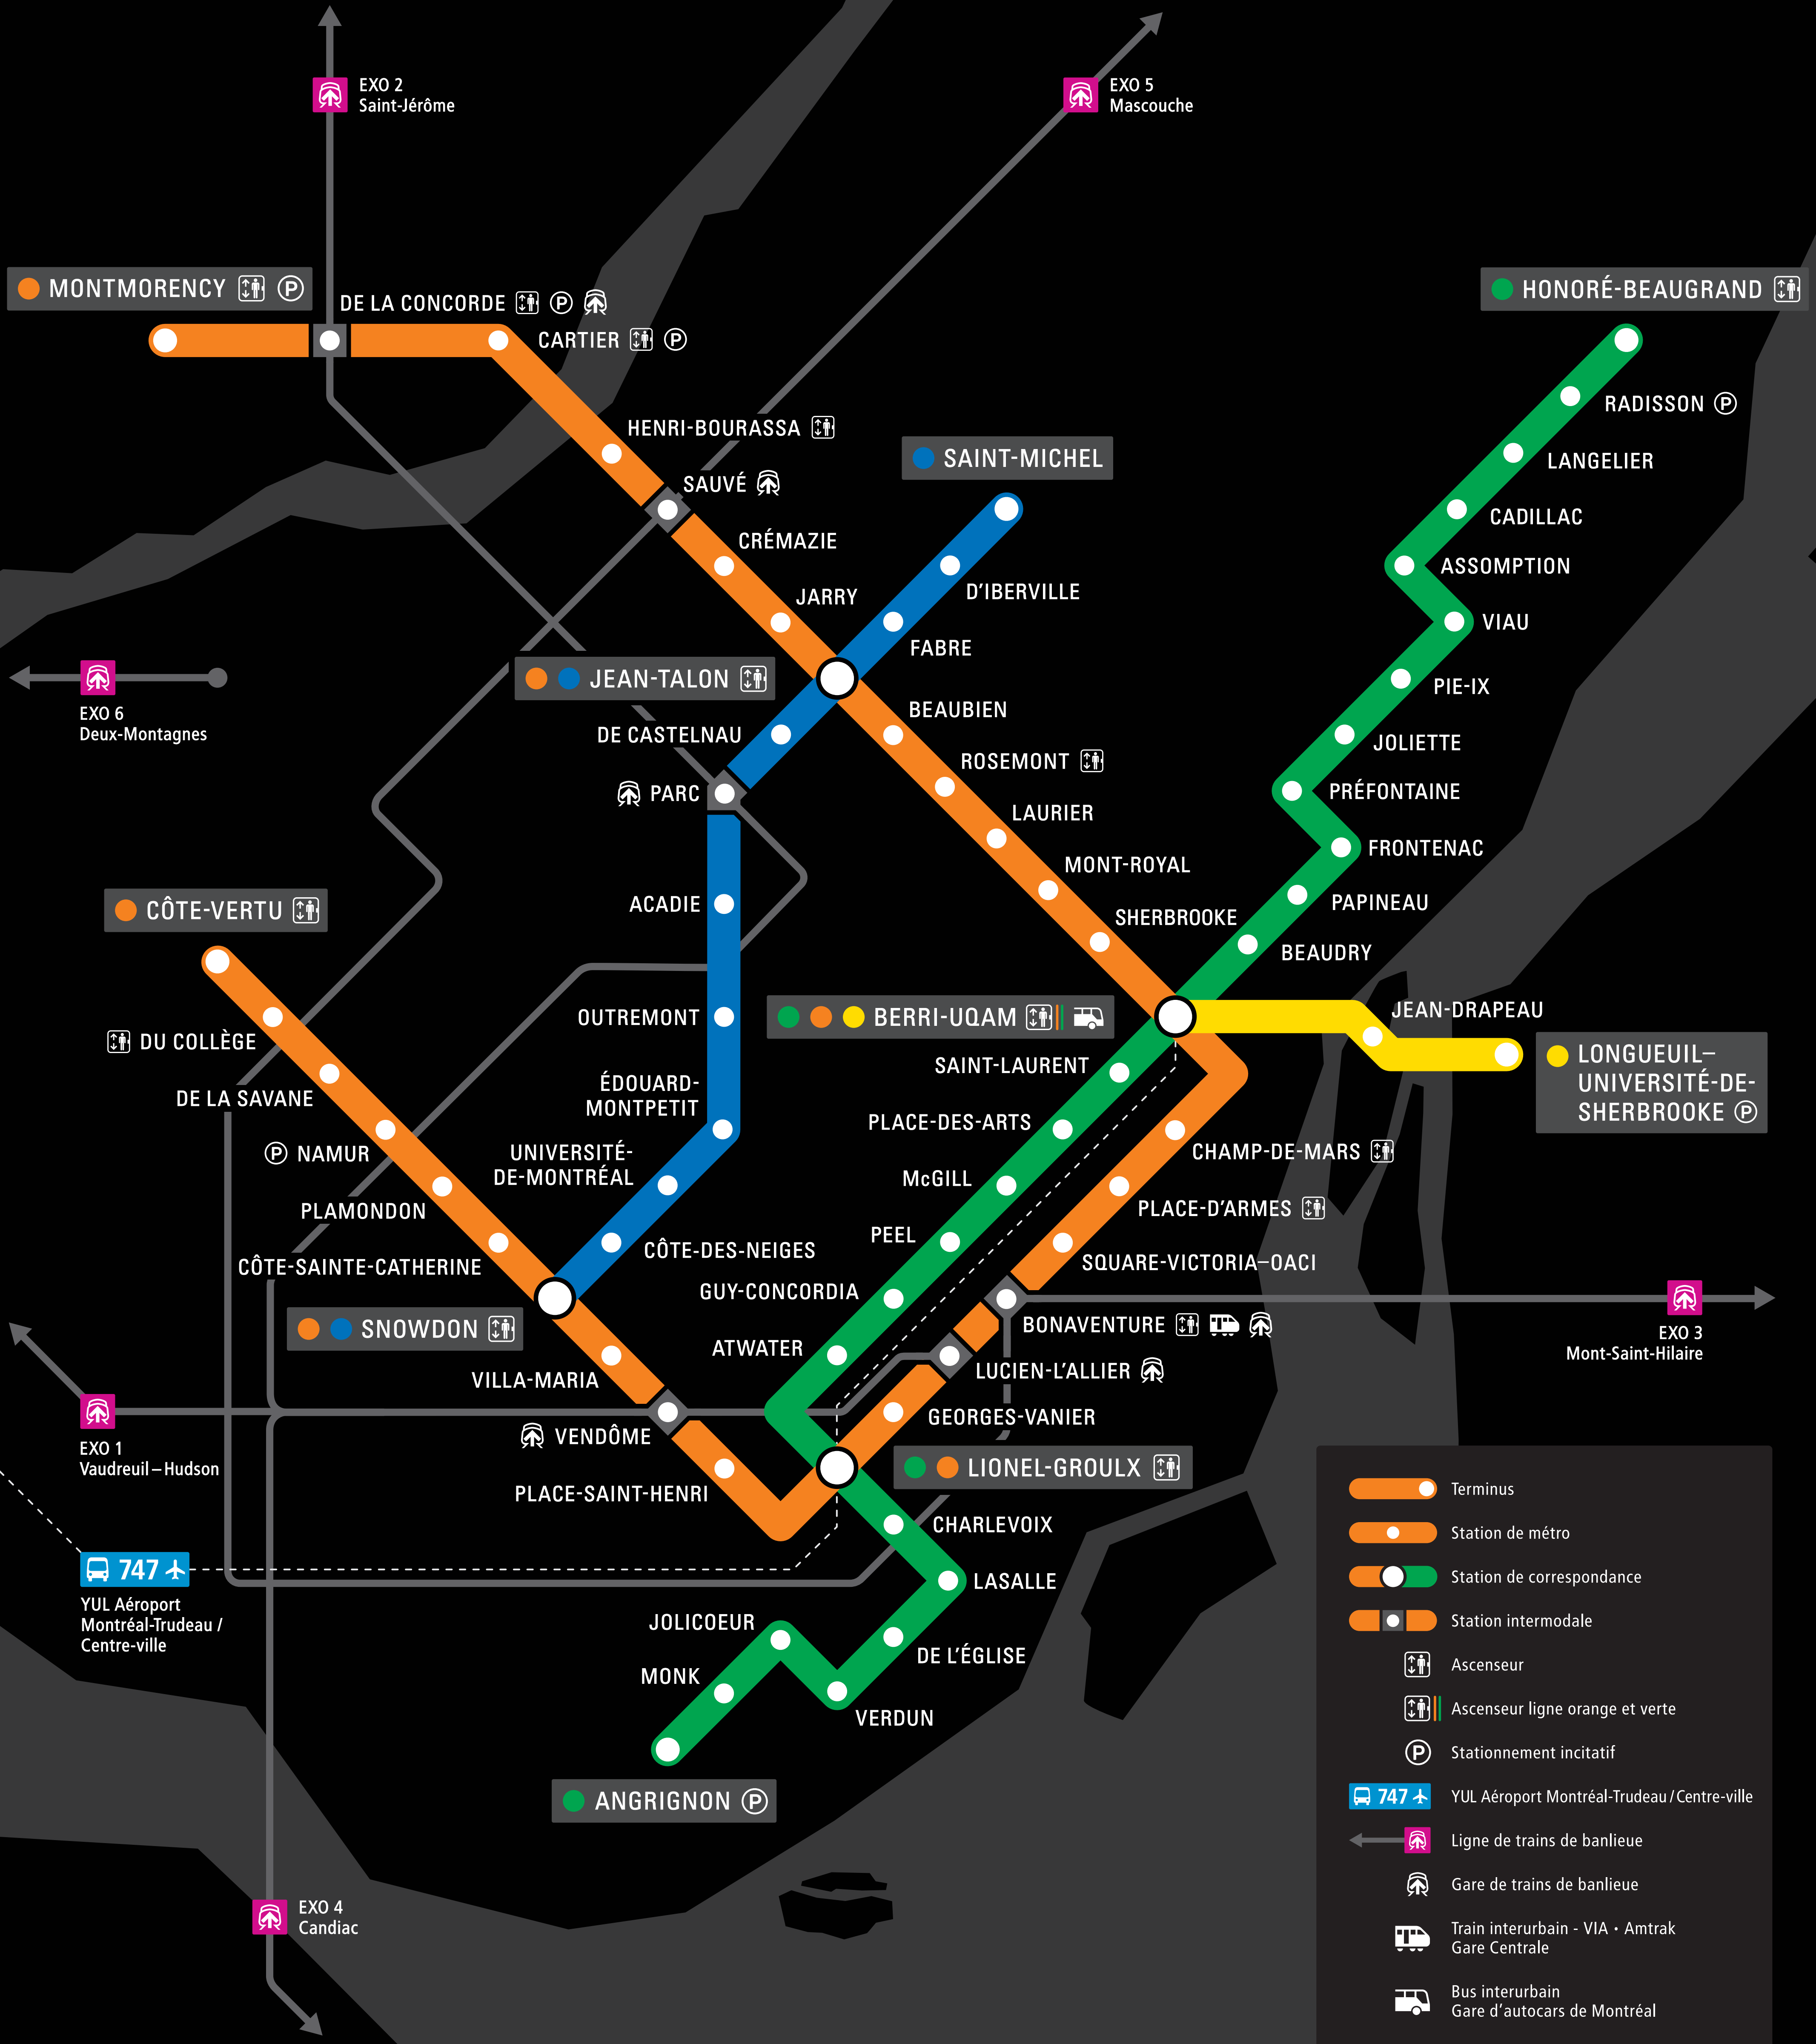 EXO 2
Saint-Jérôme
EXO 5
Mascouche
MONTMORENCY P
DE LA CONCORDE P
CARTIER P
HONORÉ-BEAUGRAND
RADISSON P
HENRI-BOURASSA
SAINT-MICHEL
LANGELIER
SAUVÉ
CADILLAC
CRÉMAZIE
ASSOMPTION
D'IBERVILLE
JARRY
VIAU
FABRE
EXO 6
Deux-Montagnes
JEAN-TALON
PIE-IX
BEAUBIEN
DE CASTELNAU
JOLIETTE
ROSEMONT
PARC
PRÉFONTAINE
LAURIER
FRONTENAC
MONT-ROYAL
CÔTE-VERTU
ACADIE
PAPINEAU
SHERBROOKE
BEAUDRY
OUTREMONT
BERRI-UQAM
JEAN-DRAPEAU
DU COLLÈGE
LONGUEUIL–
UNIVERSITÉ-DE-
SHERBROOKE P
SAINT-LAURENT
DE LA SAVANE
ÉDOUARD-
MONTPETIT
PLACE-DES-ARTS
P NAMUR
UNIVERSITÉ-
DE-MONTRÉAL
CHAMP-DE-MARS
McGILL
PLAMONDON
PLACE-D'ARMES
PEEL
CÔTE-DES-NEIGES
CÔTE-SAINTE-CATHERINE
SQUARE-VICTORIA–OACI
GUY-CONCORDIA
SNOWDON
BONAVENTURE
EXO 3
Mont-Saint-Hilaire
ATWATER
VILLA-MARIA
LUCIEN-L'ALLIER
GEORGES-VANIER
VENDÔME
EXO 1
Vaudreuil–Hudson
LIONEL-GROULX
PLACE-SAINT-HENRI
CHARLEVOIX
747
YUL Aéroport
Montréal-Trudeau /
Centre-ville
LASALLE
JOLICOEUR
DE L'ÉGLISE
MONK
VERDUN
ANGRIGNON P
EXO 4
Candiac
Terminus
Station de métro
Station de correspondance
Station intermodale
Ascenseur
Ascenseur ligne orange et verte
P Stationnement incitatif
747 YUL Aéroport Montréal-Trudeau / Centre-ville
Ligne de trains de banlieue
Gare de trains de banlieue
Train interurbain - VIA • Amtrak
Gare Centrale
Bus interurbain
Gare d'autocars de Montréal